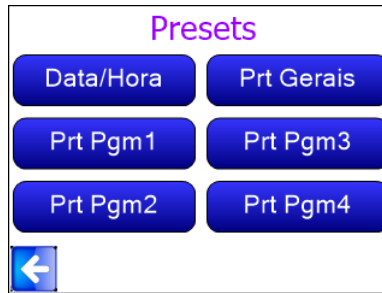 Presets
Data/Hora Prt Gerais
Prt Pgm1 Prt Pgm3
Prt Pgm2 Prt Pgm4